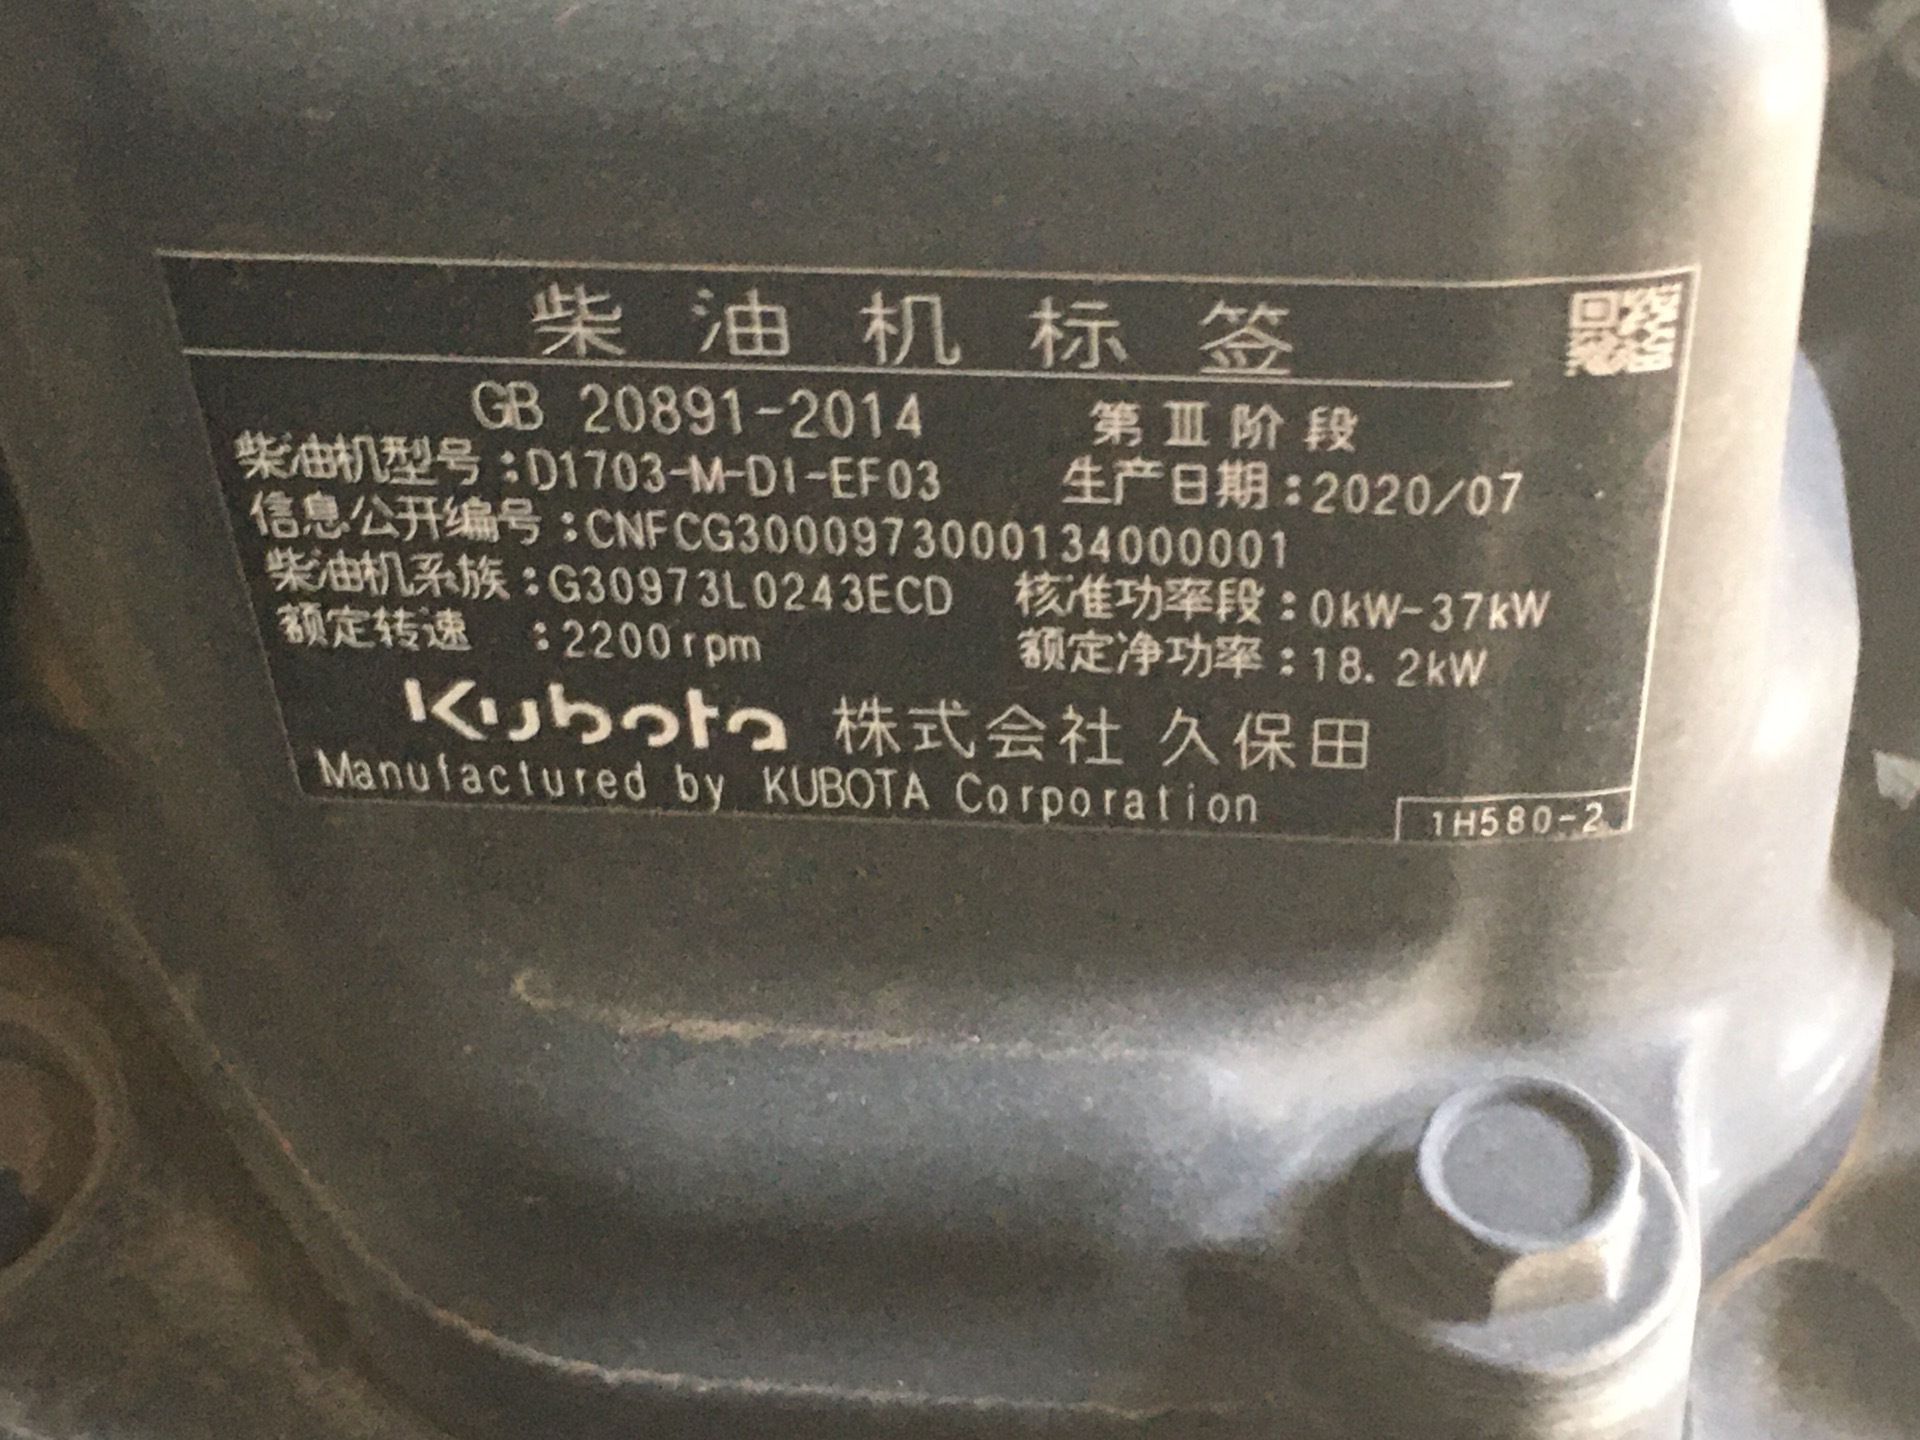 柴油机标签
GB 20891-2014 第Ⅲ阶段
柴油机型号:D1703-M-DI-EF03 生产日期:2020/07
信息公开编号:CNFCG30009730000134000001
柴油机系族:G30973L0243ECD 核准功率段:0kW-37kW
额定转速 :2200rpm 额定净功率:18.2kW
Kubota 株式会社 久保田
Manufactured by KUBOTA Corporation
1H580-2